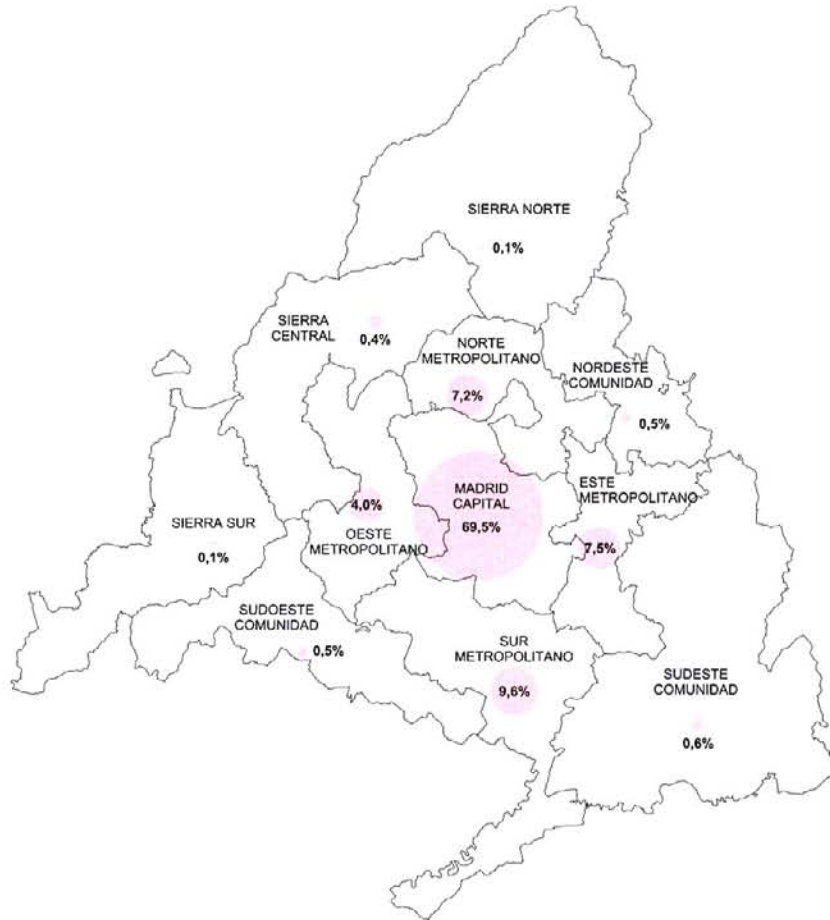 SIERRA NORTE
0,1%
SIERRA
CENTRAL
0,4%
NORTE
METROPOLITANO
7,2%
NORDESTE
COMUNIDAD
0,5%
MADRID
CAPITAL
69,5%
ESTE
METROPOLITANO
7,5%
4,0%
OESTE
METROPOLITANO
SIERRA SUR
0,1%
SUDOESTE
COMUNIDAD
0,5%
SUR
METROPOLITANO
9,6%
SUDESTE
COMUNIDAD
0,6%